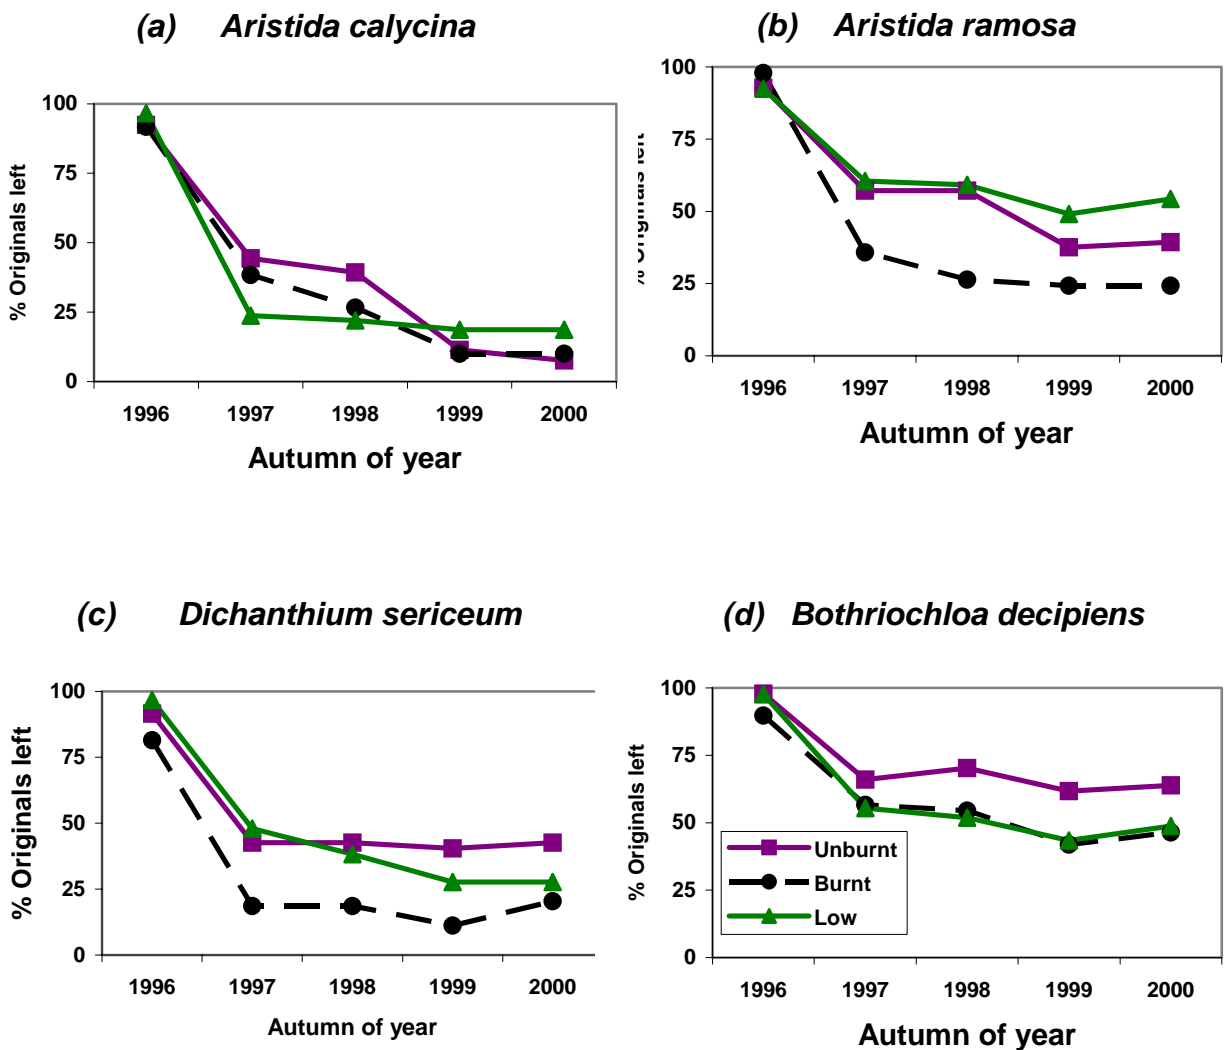 (a) Aristida calycina
100
75
50
25
0
% Originals left
1996 1997 1998 1999 2000
Autumn of year
(b) Aristida ramosa
100
75
50
25
0
% Originals left
1996 1997 1998 1999 2000
Autumn of year
(c) Dichanthium sericeum
100
75
50
25
0
% Originals left
1996 1997 1998 1999 2000
Autumn of year
(d) Bothriochloa decipiens
100
75
50
25
0
% Originals left
Unburnt
Burnt
Low
1996 1997 1998 1999 2000
Autumn of year